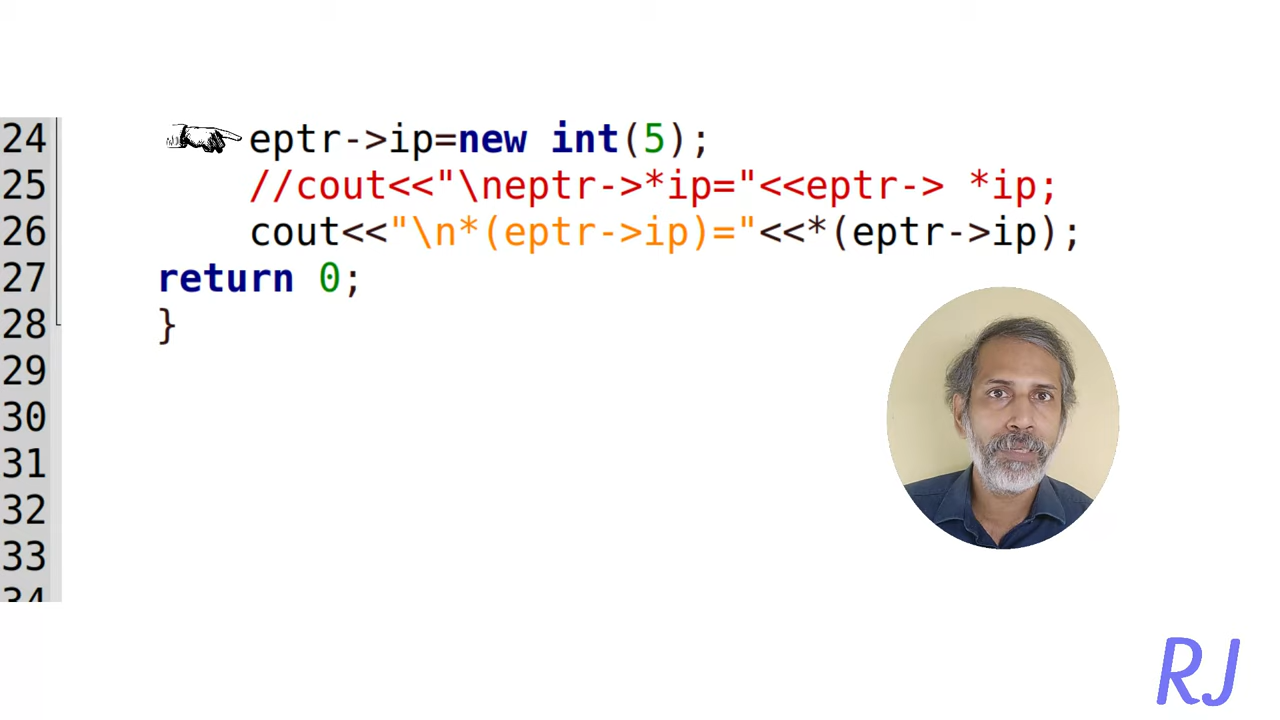 24 eptr->ip=new int(5);
25 //cout<<"\neptr->*ip="<<eptr-> *ip;
26 cout<<"\n*(eptr->ip)="<<*(eptr->ip);
27 return 0;
28 }
29
30
31
32
33
34
RJ